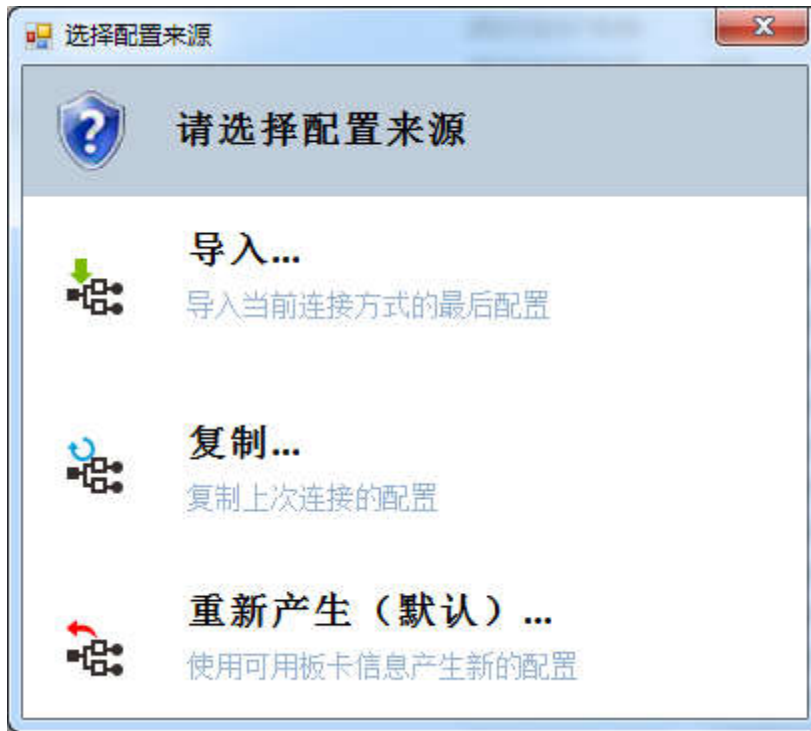 选择配置来源
请选择配置来源
导入...
导入当前连接方式的最后配置
复制...
复制上次连接的配置
重新产生（默认）...
使用可用板卡信息产生新的配置